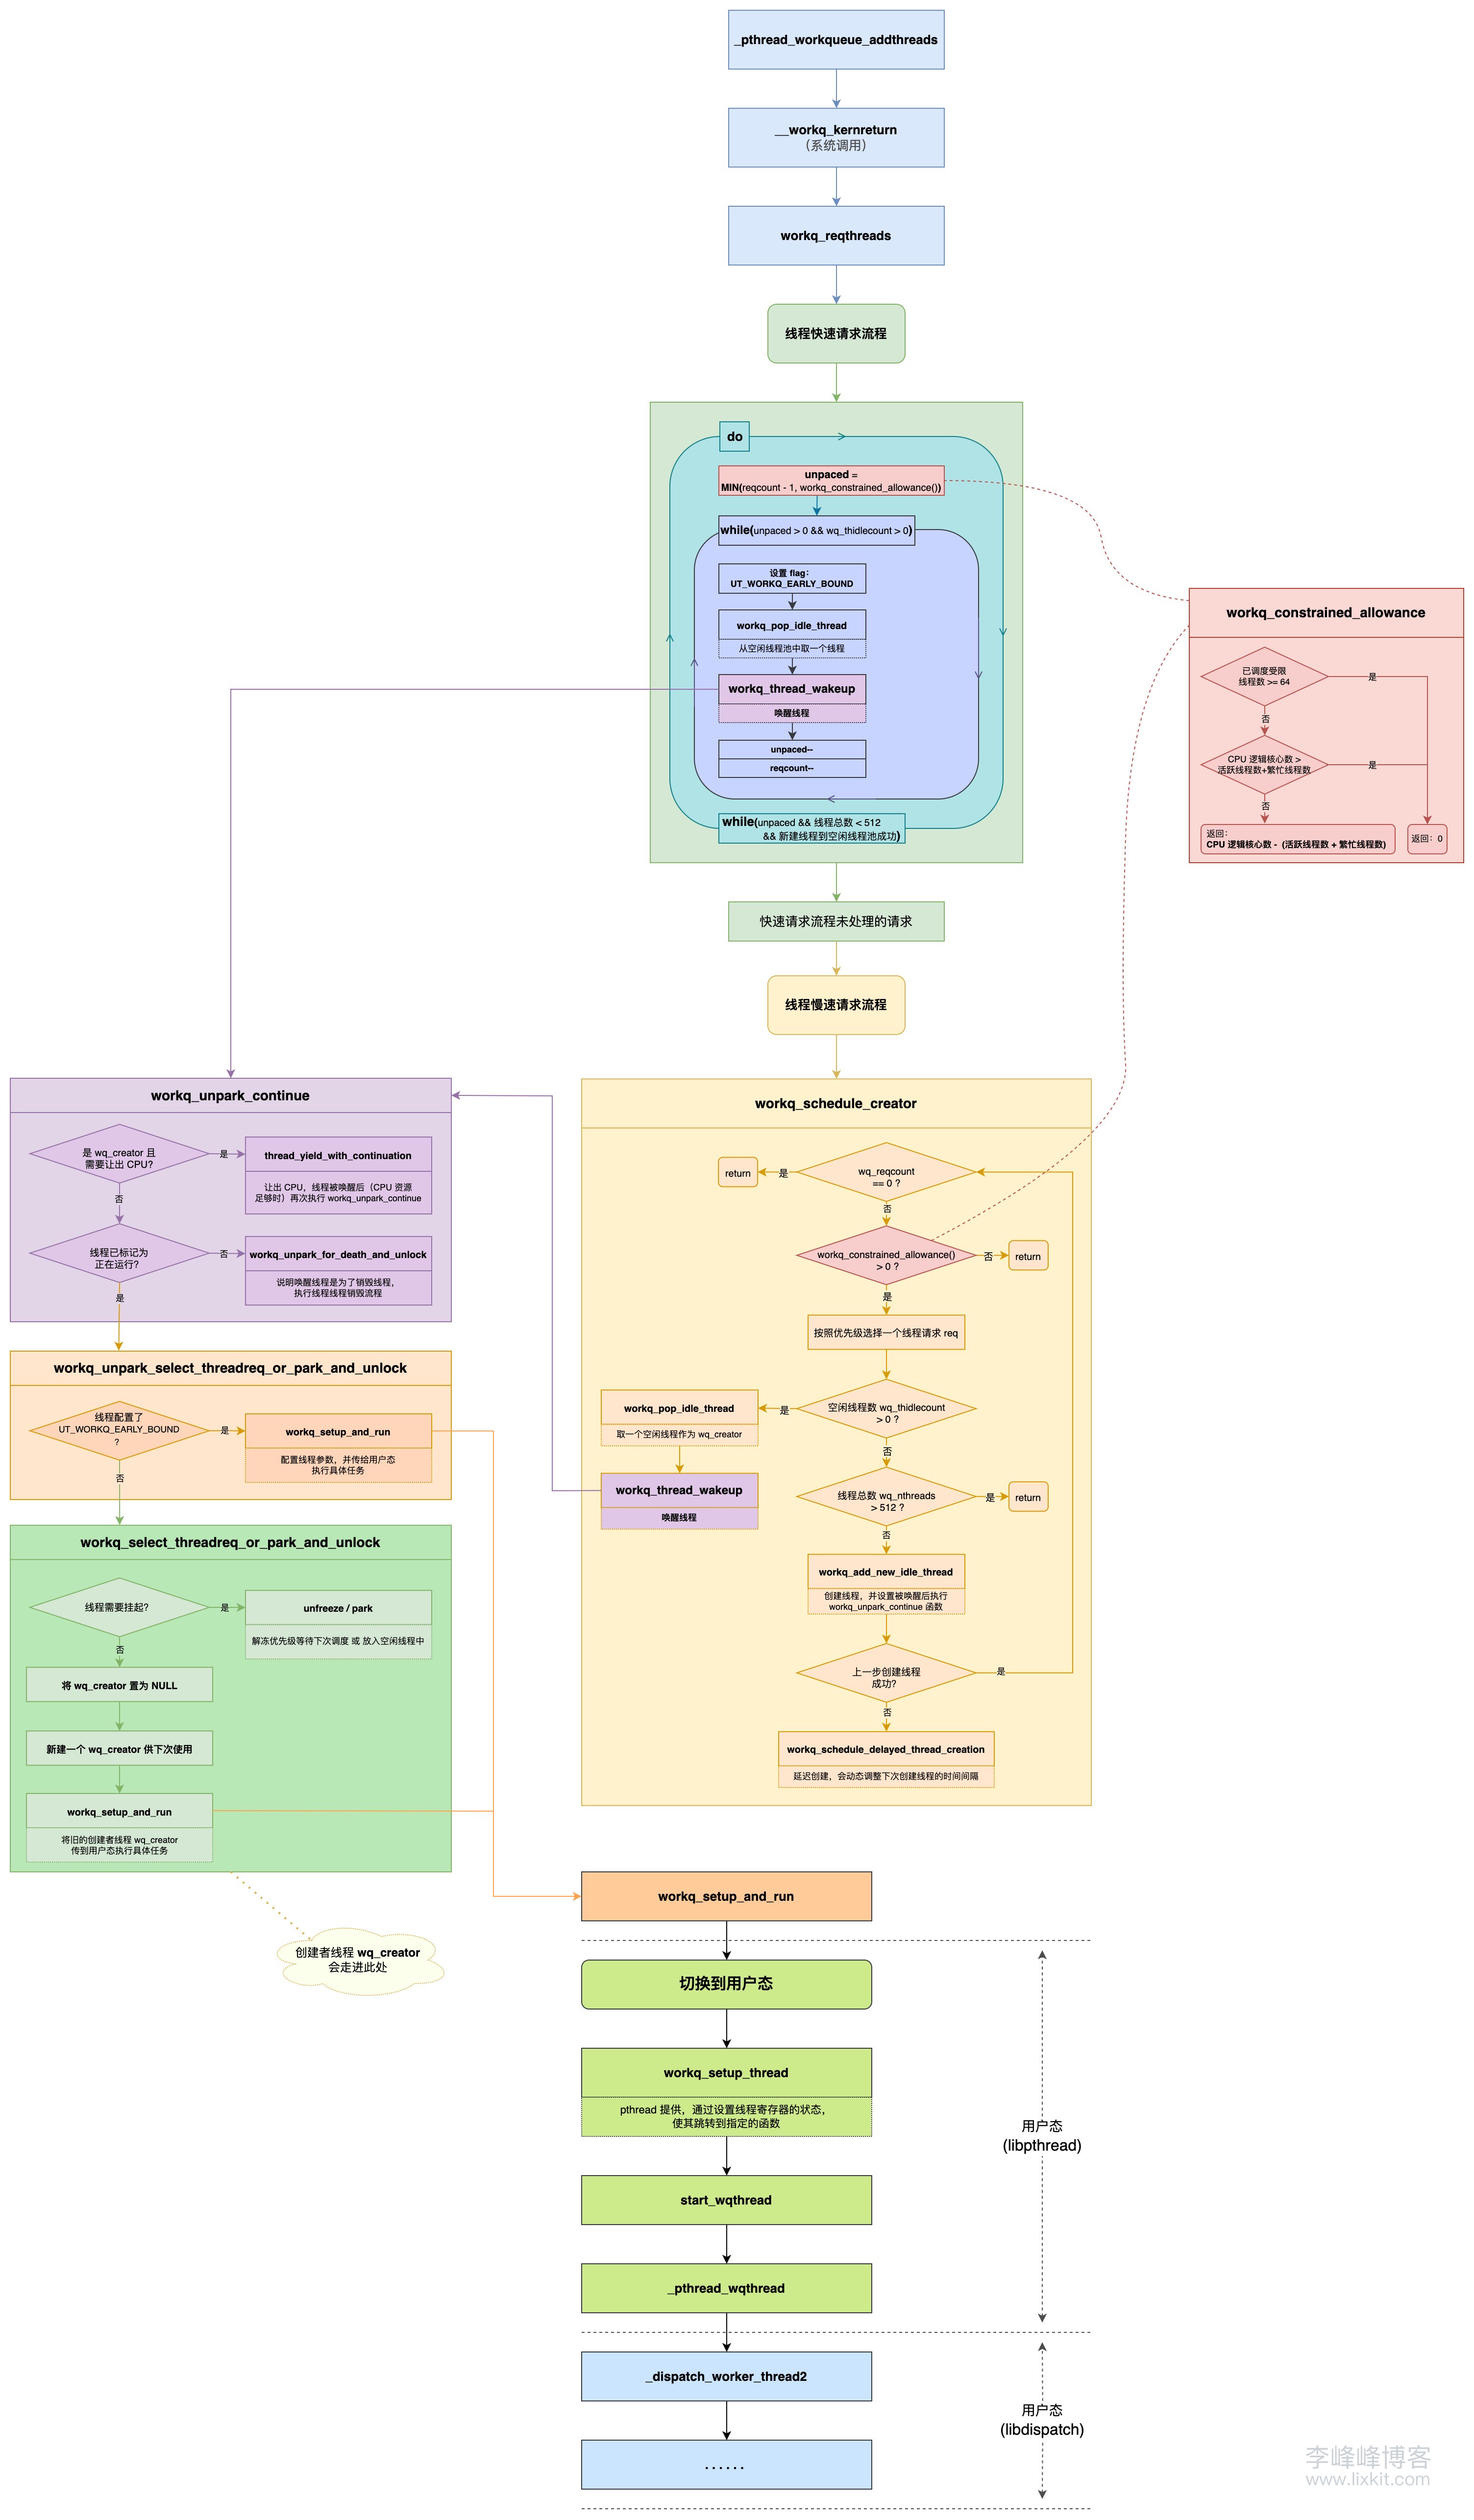 _pthread_workqueue_addthreads
__workq_kernreturn
（系统调用）
workq_reqthreads
线程快速请求流程
do
unpaced =
MIN(reqcount - 1, workq_constrained_allowance())
while(unpaced > 0 && wq_thidlecount > 0)
设置 flag：
UT_WORKQ_EARLY_BOUND
workq_pop_idle_thread
从空闲线程池中取一个线程
workq_thread_wakeup
唤醒线程
unpaced--
reqcount--
while(unpaced && 线程总数 < 512
&& 新建线程到空闲线程池成功)
workq_constrained_allowance
已调度受限
线程数 >= 64
是
否
CPU 逻辑核心数 >
活跃线程数+繁忙线程数
是
否
返回：
CPU 逻辑核心数 - （活跃线程数 + 繁忙线程数）
返回：0
快速请求流程未处理的请求
线程慢速请求流程
workq_unpark_continue
是 wq_creator 且
需要让出 CPU?
是
thread_yield_with_continuation
让出 CPU，线程被唤醒后（CPU 资源
足够时）再次执行 workq_unpark_continue
否
线程已标记为
正在运行?
否
workq_unpark_for_death_and_unlock
说明唤醒线程是为了销毁线程，
执行线程线程销毁流程
是
workq_unpark_select_threadreq_or_park_and_unlock
线程配置了
UT_WORKQ_EARLY_BOUND
?
是
workq_setup_and_run
配置线程参数，并传给用户态
执行具体任务
否
workq_select_threadreq_or_park_and_unlock
线程需要挂起?
是
unfreeze / park
解冻优先级等待下次调度 或 放入空闲线程中
否
将 wq_creator 置为 NULL
新建一个 wq_creator 供下次使用
workq_setup_and_run
将旧的创建者线程 wq_creator
传到用户态执行具体任务
创建者线程 wq_creator
会走进此处
workq_schedule_creator
wq_reqcount
== 0 ?
是
return
否
workq_constrained_allowance()
> 0 ?
否
return
是
按照优先级选择一个线程请求 req
空闲线程数 wq_thidlecount
> 0 ?
是
workq_pop_idle_thread
取一个空闲线程作为 wq_creator
workq_thread_wakeup
唤醒线程
否
线程总数 wq_nthreads
> 512 ?
是
return
否
workq_add_new_idle_thread
创建线程，并设置被唤醒后执行
workq_unpark_continue 函数
上一步创建线程
成功?
是
否
workq_schedule_delayed_thread_creation
延迟创建，会动态调整下次创建线程的时间间隔
workq_setup_and_run
切换到用户态
workq_setup_thread
pthread 提供，通过设置线程寄存器的状态，
使其跳转到指定的函数
start_wqthread
_pthread_wqthread
用户态
(libpthread)
_dispatch_worker_thread2
......
用户态
(libdispatch)
李峰峰博客
www.lixkit.com